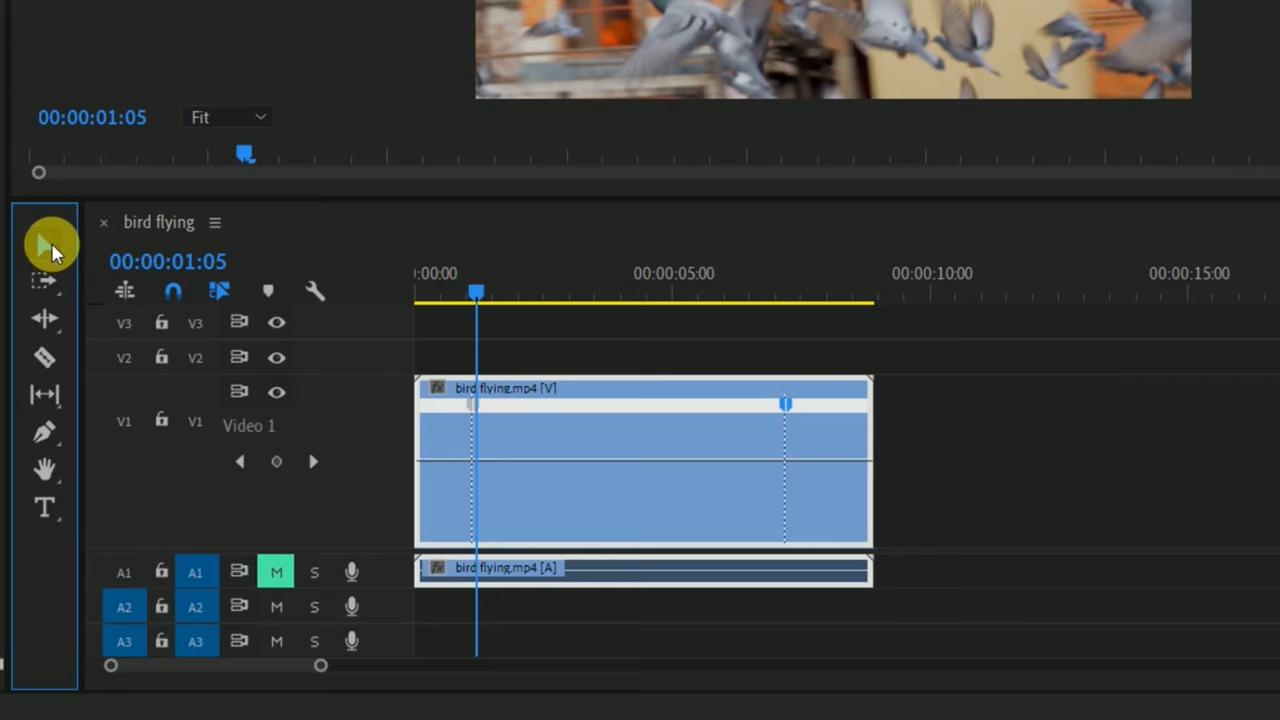 00:00:01:05 Fit
bird flying
00:00:01:05
:00:00 00:00:05:00 00:00:10:00 00:00:15:00
V3 V3
V2 V2
bird flying.mp4 [V]
V1 V1 Video 1
A1 A1 M S bird flying.mp4 [A]
A2 A2 M S
A3 A3 M S
T